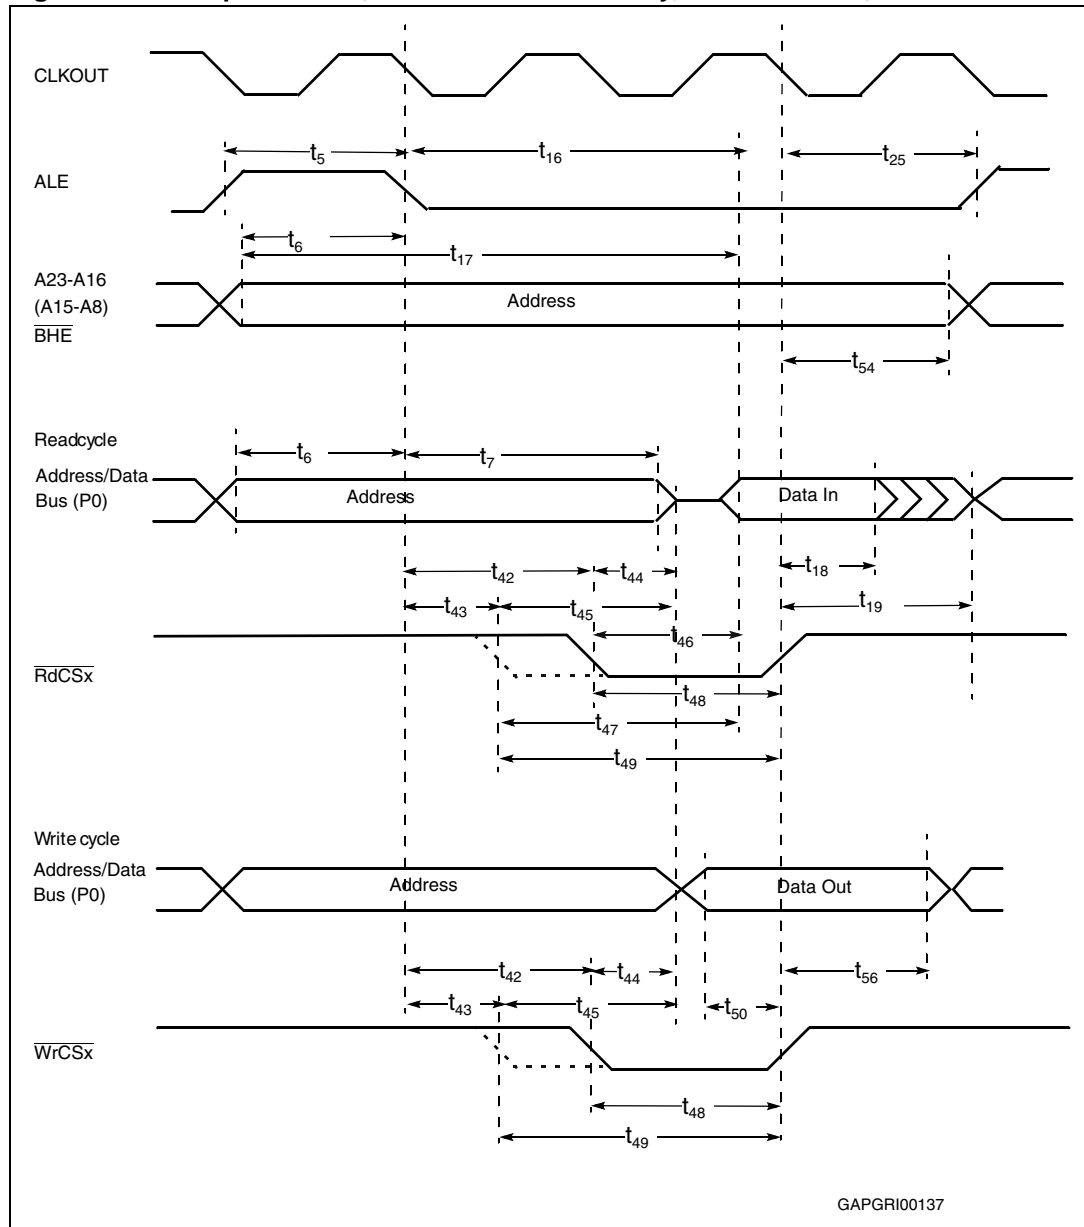 CLKOUT
t5 t16 t25
ALE
t6
t17
A23-A16
(A15-A8)
BHE
Address
t54
Readcycle
t6 t7
Address/Data
Bus (P0)
Address
Data In
t42 t44 t18
t43 t45 t19
t46
RdCSx
t48
t47
t49
Write cycle
Address/Data
Bus (P0)
Address
Data Out
t42 t44 t56
t43 t45 t50
WrCSx
t48
t49
GAPGRI00137